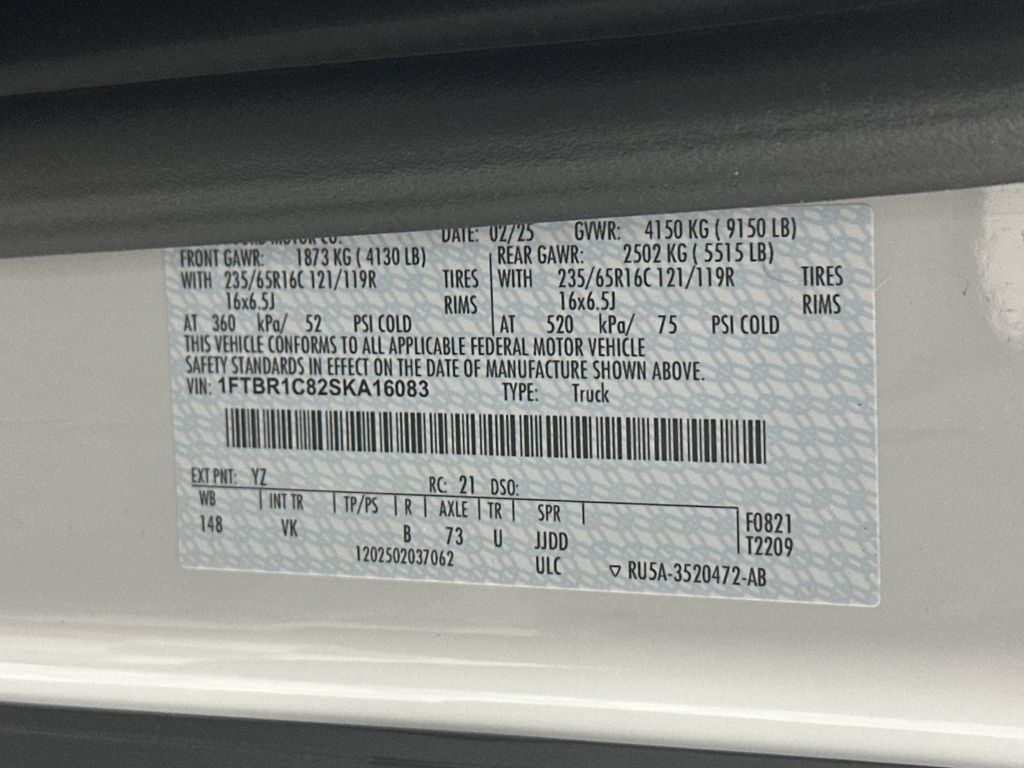 MOTOR CO. DATE: 02/25 GVWR: 4150 KG ( 9150 LB)
FRONT GAWR: 1873 KG ( 4130 LB) REAR GAWR: 2502 KG ( 5515 LB)
WITH 235/65R16C 121/119R TIRES WITH 235/65R16C 121/119R TIRES
16x6.5J RIMS 16x6.5J RIMS
AT 360 kPa/ 52 PSI COLD AT 520 kPa/ 75 PSI COLD
THIS VEHICLE CONFORMS TO ALL APPLICABLE FEDERAL MOTOR VEHICLE
SAFETY STANDARDS IN EFFECT ON THE DATE OF MANUFACTURE SHOWN ABOVE.
VIN: 1FTBR1C82SKA16083 TYPE: Truck
EXT PNT: YZ RC: 21 DSO:
WB INT TR TP/PS R AXLE TR SPR F0821
148 VK B 73 U JJDD T2209
1202502037062 ULC ▽ RU5A-3520472-AB